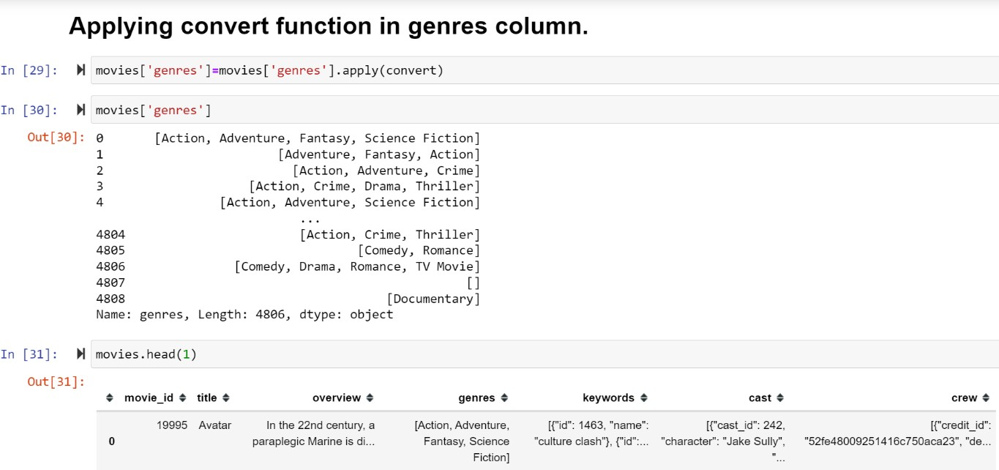 Applying convert function in genres column.
In [29]: movies['genres']=movies['genres'].apply(convert)
In [30]: movies['genres']
Out[30]: 0 [Action, Adventure, Fantasy, Science Fiction]
1 [Adventure, Fantasy, Action]
2 [Action, Adventure, Crime]
3 [Action, Crime, Drama, Thriller]
4 [Action, Adventure, Science Fiction]
...
4804 [Action, Crime, Thriller]
4805 [Comedy, Romance]
4806 [Comedy, Drama, Romance, TV Movie]
4807 []
4808 [Documentary]
Name: genres, Length: 4806, dtype: object
In [31]: movies.head(1)
Out[31]:
movie_id title overview genres keywords cast crew
19995 Avatar In the 22nd century, a [Action, Adventure, [{"id": 1463, "name": [{"cast_id": 242, [{"credit_id":
0 paraplegic Marine is di... Fantasy, Science "culture clash"}, {"id":... "character": "Jake Sully", "52fe48009251416c750aca23", "de...
Fiction] "...